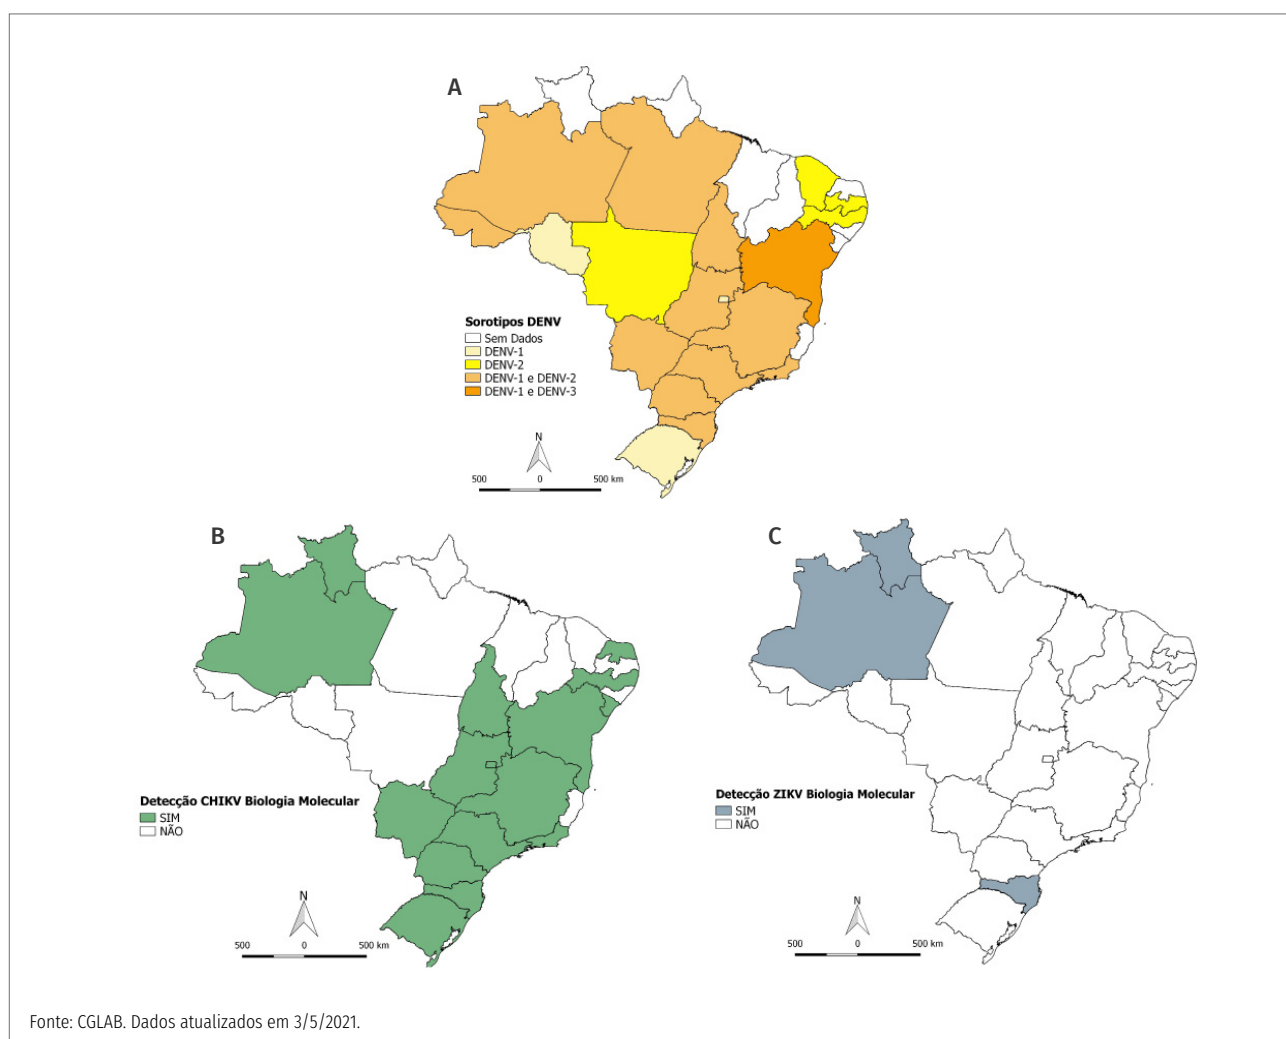 A
Sorotipos DENV
Sem Dados
DENV-1
DENV-2
DENV-1 e DENV-2
DENV-1 e DENV-3
N
500 0 500 km
B
Detecção CHIKV Biologia Molecular
SIM
NÃO
N
500 0 500 km
C
Detecção ZIKV Biologia Molecular
SIM
NÃO
N
500 0 500 km
Fonte: CGLAB. Dados atualizados em 3/5/2021.